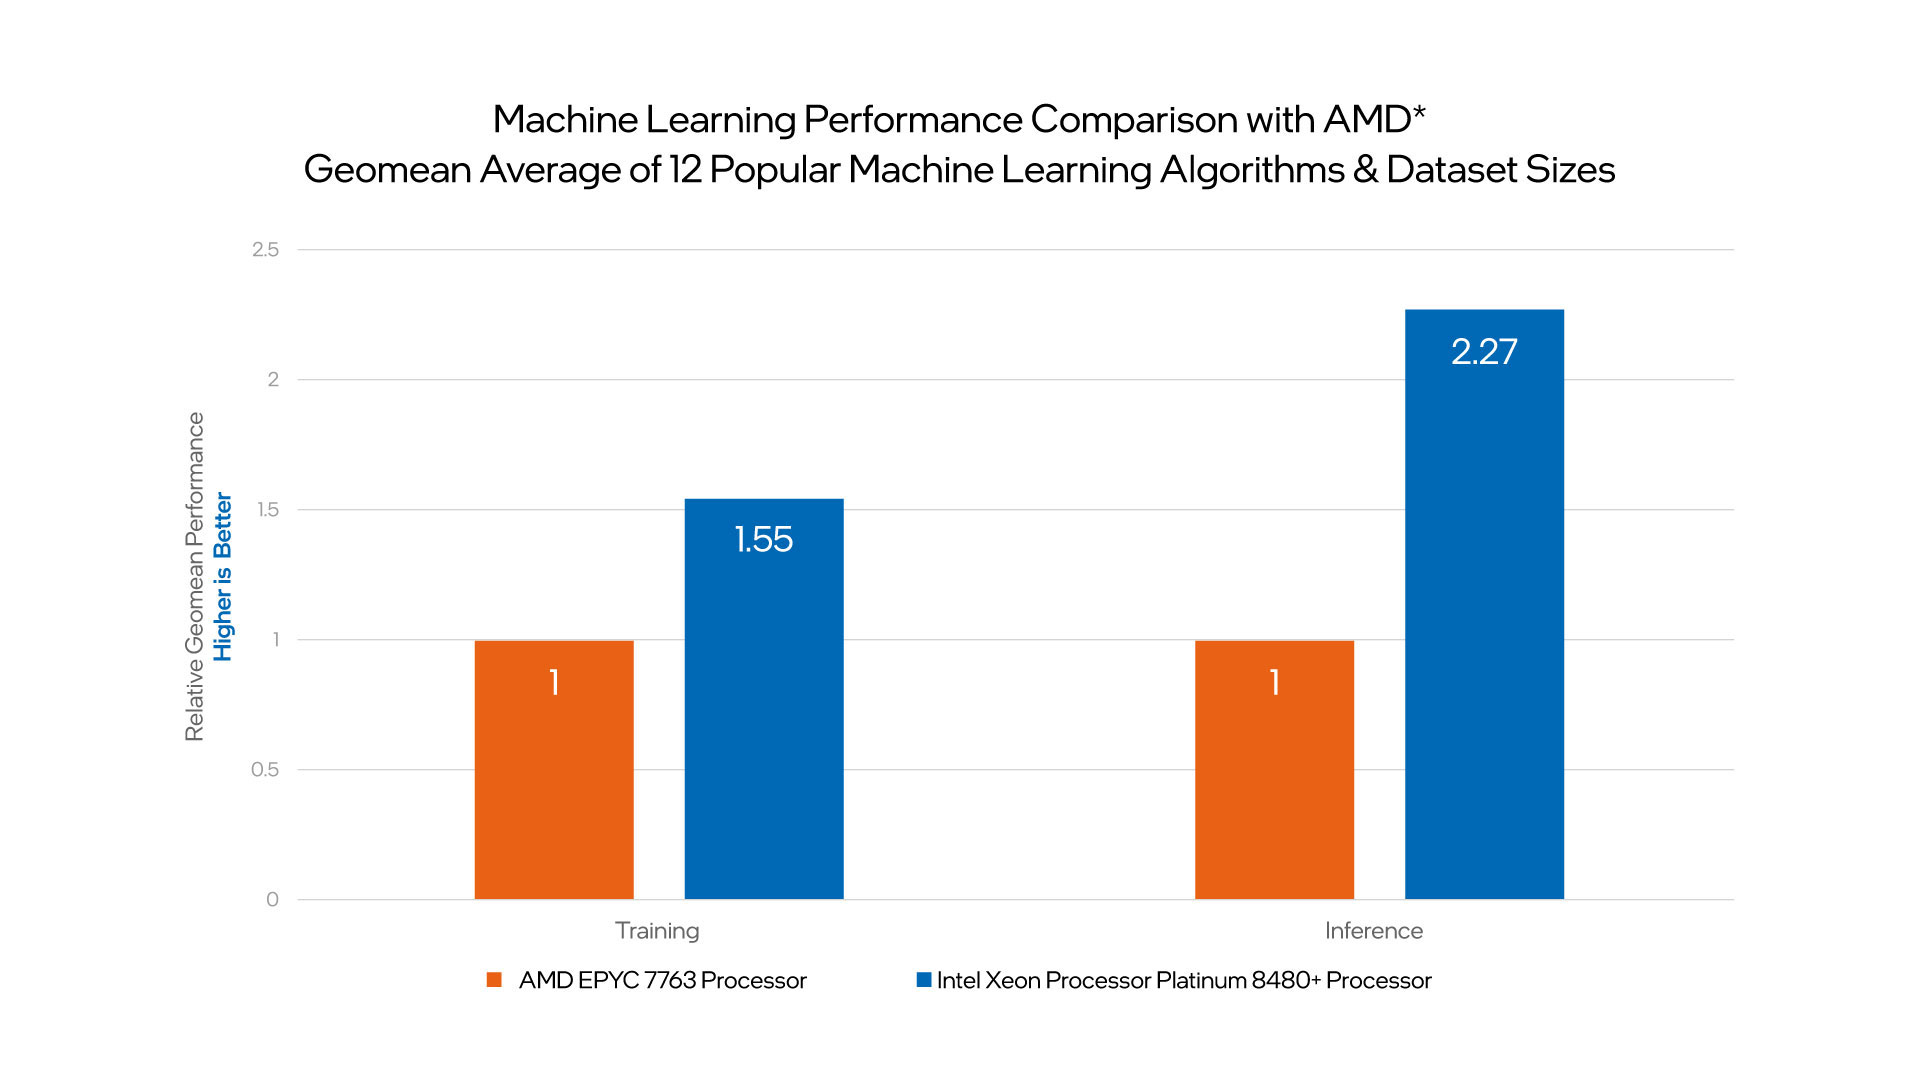 Machine Learning Performance Comparison with AMD*
Geomean Average of 12 Popular Machine Learning Algorithms & Dataset Sizes
Relative Geomean Performance
Higher is Better
2.5
2
1.5
1
0.5
0
1
1.55
1
2.27
Training
Inference
AMD EPYC 7763 Processor
Intel Xeon Processor Platinum 8480+ Processor